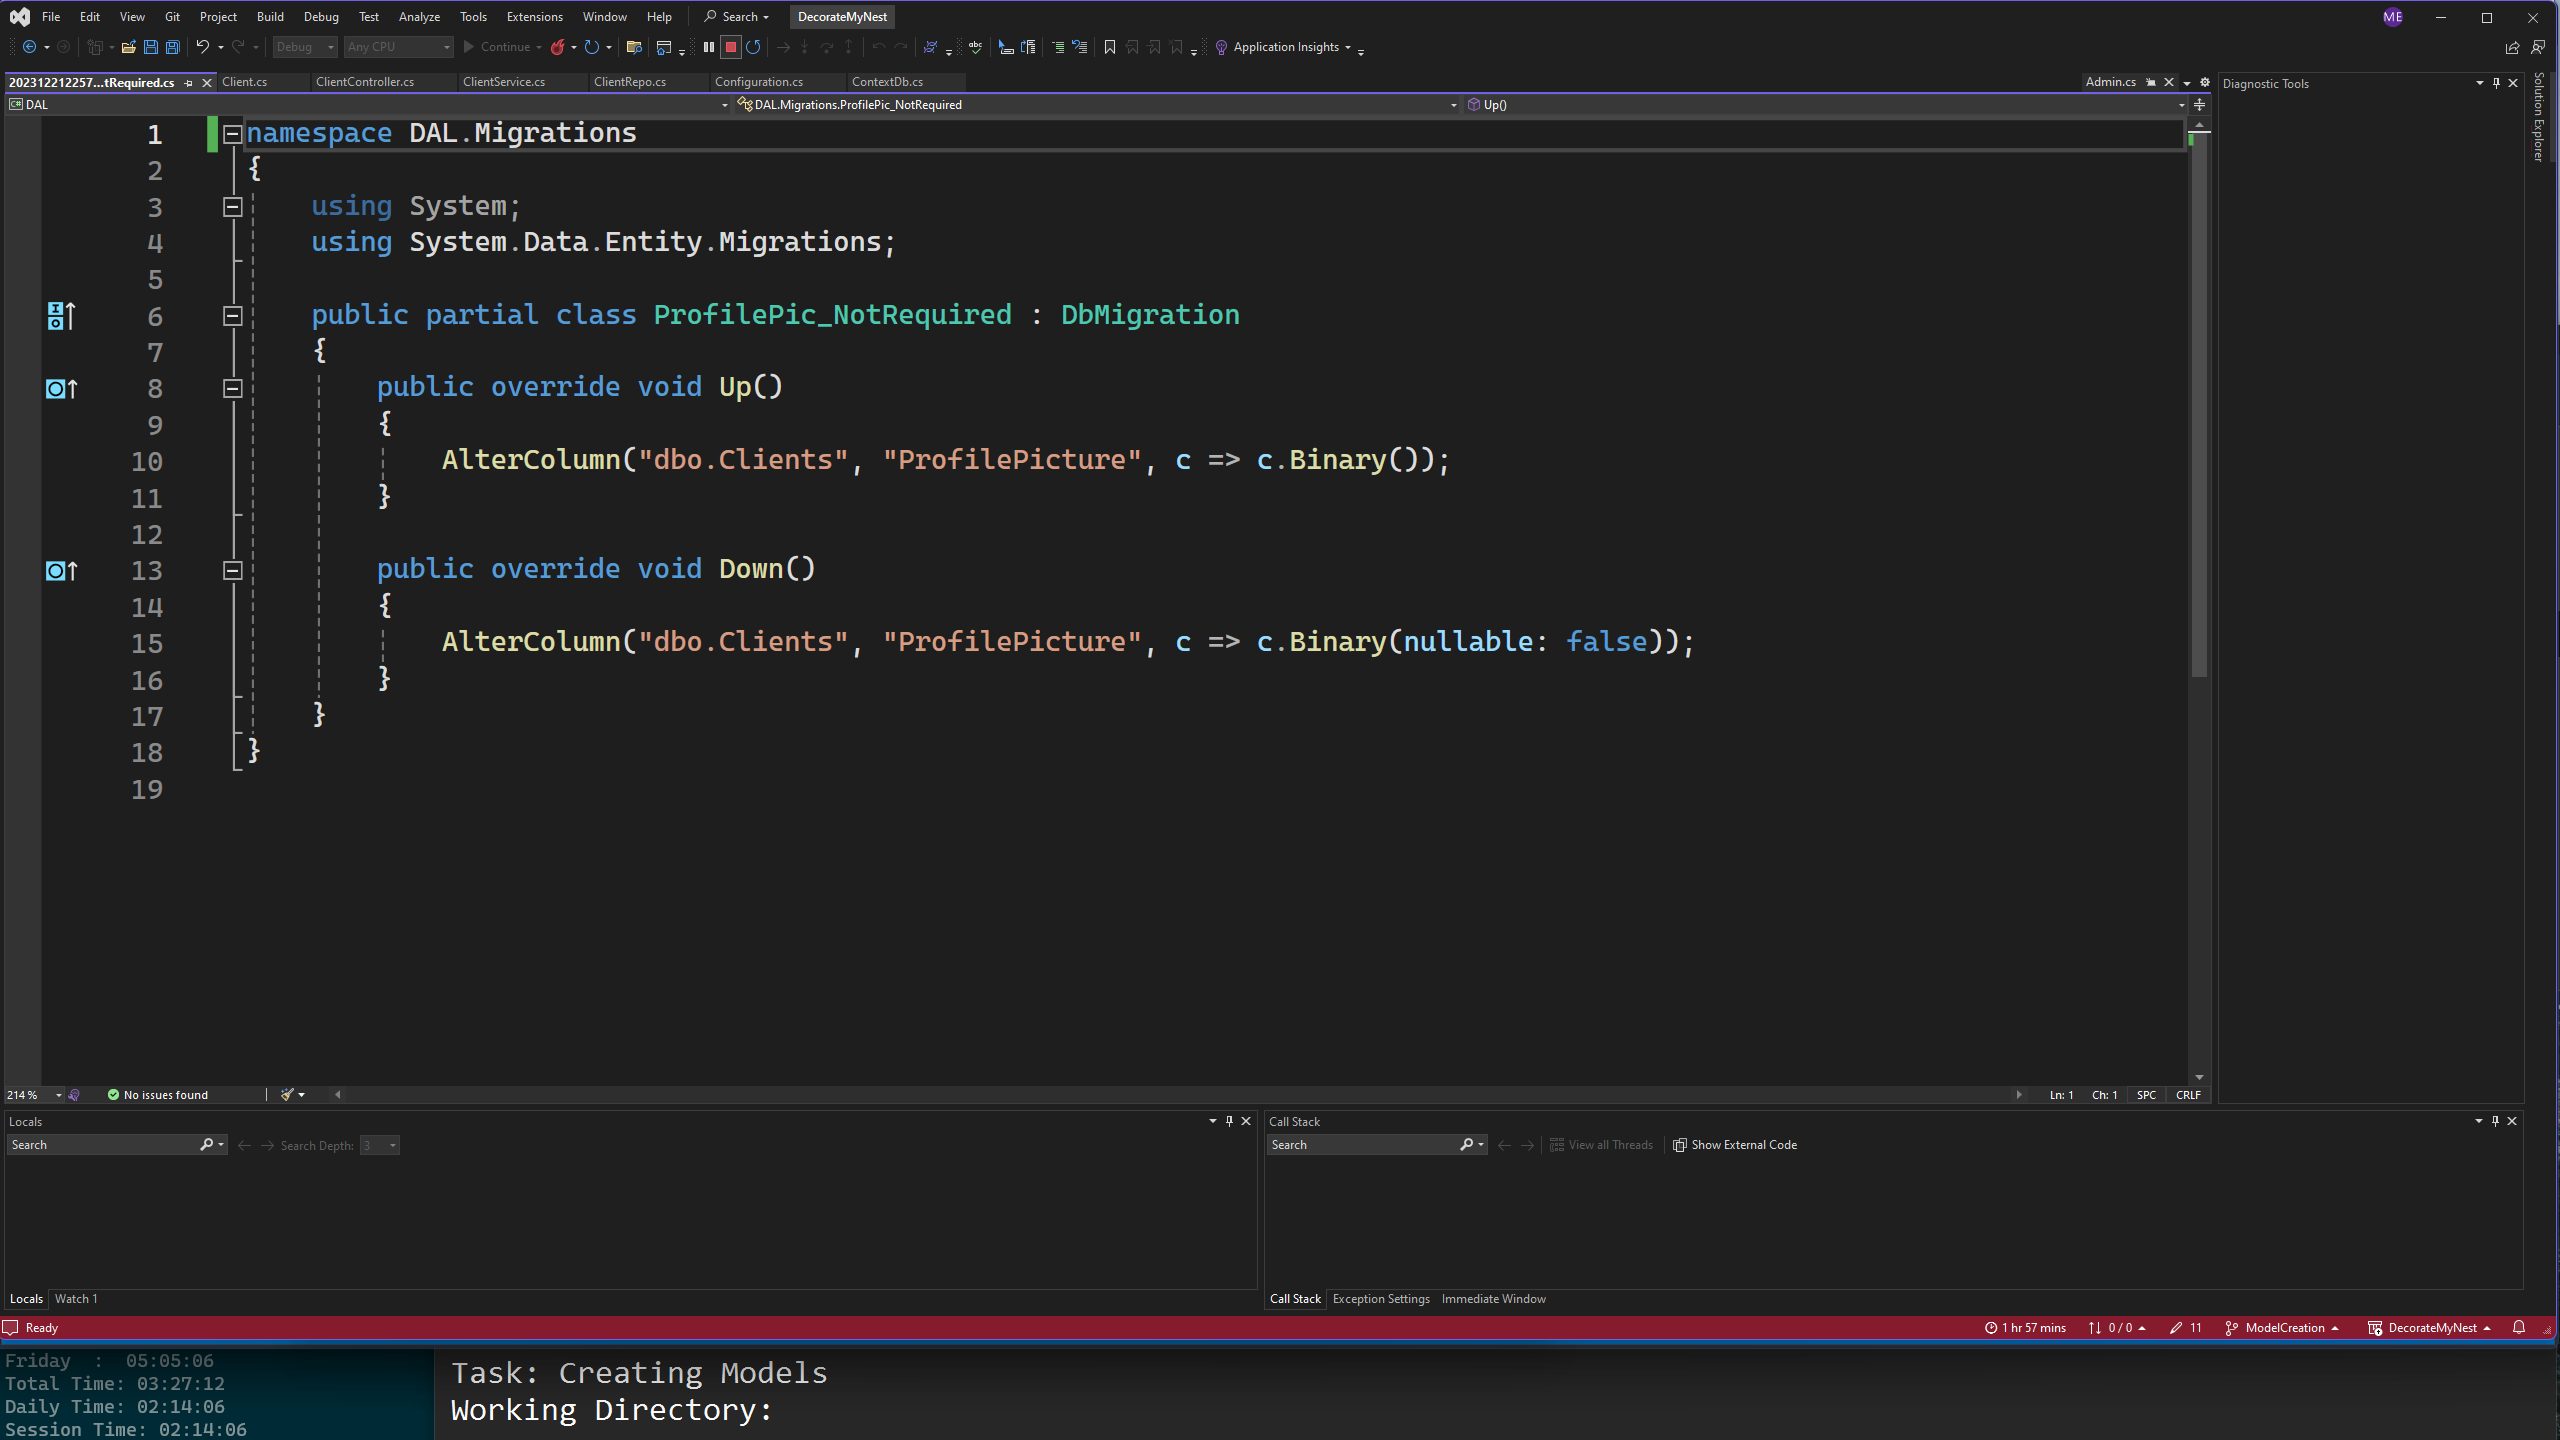 File Edit View Git Project Build Debug Test Analyze Tools Extensions Window Help Search DecorateMyNest ME
Debug Any CPU Continue Application Insights
202312212257...tRequired.cs Client.cs ClientController.cs ClientService.cs ClientRepo.cs Configuration.cs ContextDb.cs Admin.cs Diagnostic Tools
DAL DAL.Migrations.ProfilePic_NotRequired Up()
Solution Explorer
1 namespace DAL.Migrations
2 {
3 using System;
4 using System.Data.Entity.Migrations;
5
6 public partial class ProfilePic_NotRequired : DbMigration
7 {
8 public override void Up()
9 {
10 AlterColumn("dbo.Clients", "ProfilePicture", c => c.Binary());
11 }
12
13 public override void Down()
14 {
15 AlterColumn("dbo.Clients", "ProfilePicture", c => c.Binary(nullable: false));
16 }
17 }
18 }
19
214 % No issues found Ln: 1 Ch: 1 SPC CRLF
Locals
Search Search Depth: 3
Locals Watch 1
Call Stack
Search View all Threads Show External Code
Call Stack Exception Settings Immediate Window
Ready 1 hr 57 mins 0 / 0 11 ModelCreation DecorateMyNest
Friday : 05:05:06
Total Time: 03:27:12
Daily Time: 02:14:06
Session Time: 02:14:06
Task: Creating Models
Working Directory: